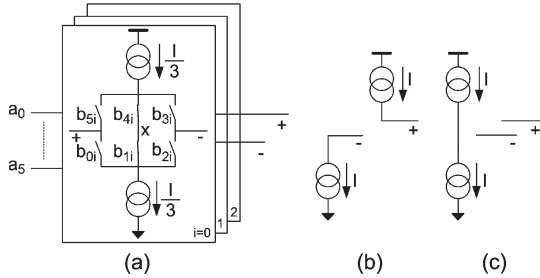 I/3
a0
a5
b5i b4i b3i
+ x -
b0i b1i b2i
I/3
i=0 1 2
+
-
(a)
I
+
-
I
(b)
I
+
-
I
(c)